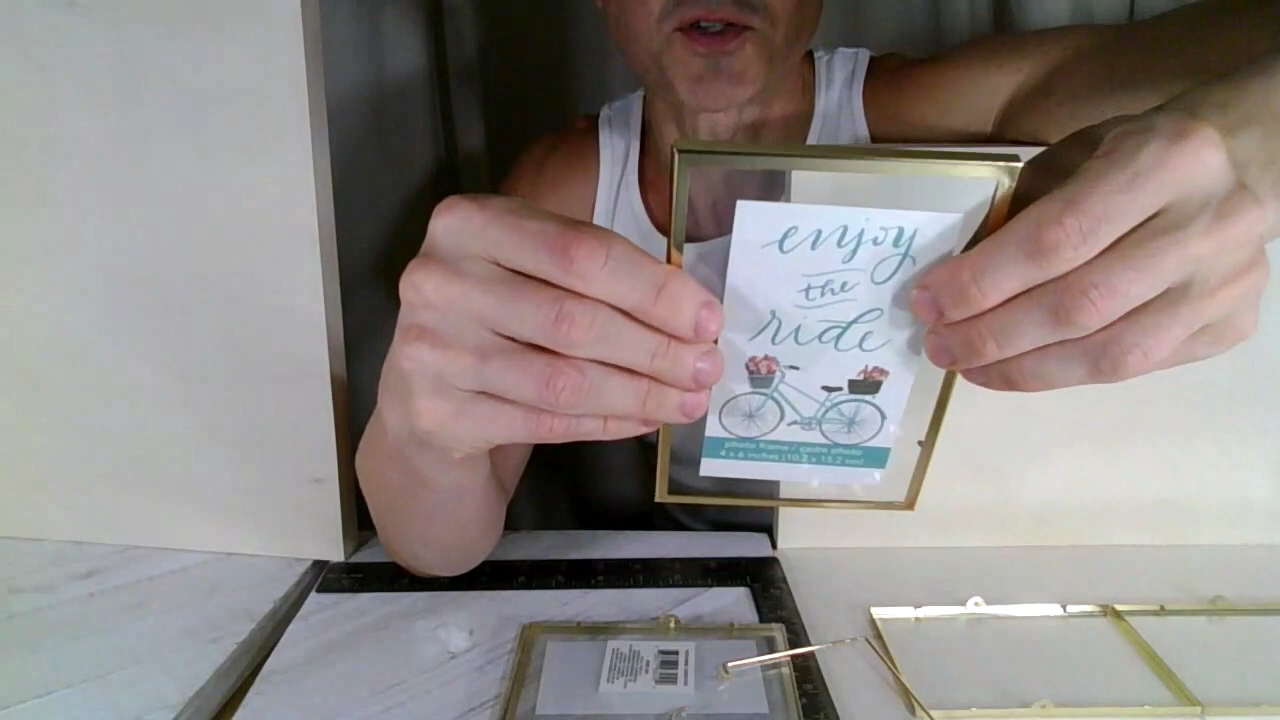 enjoy
the
ride
photo frame / cadre photo
4 x 6 inches (10.2 x 15.2 cm)